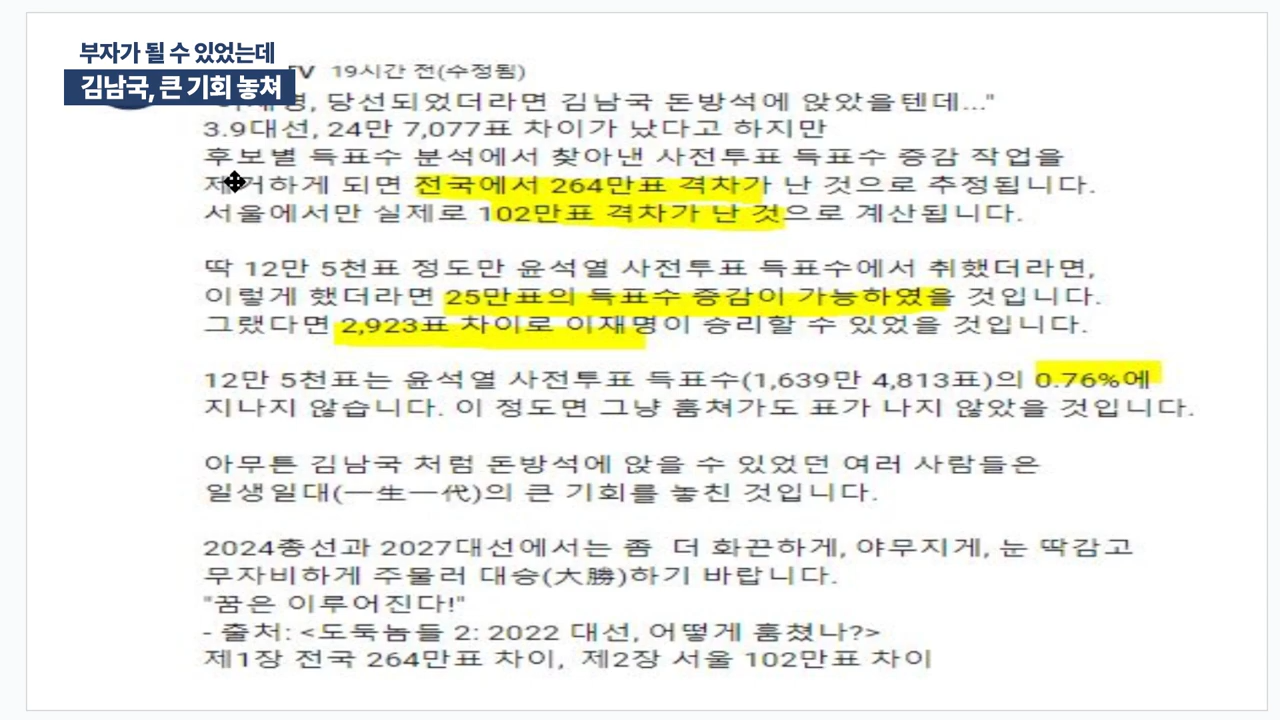 부자가 될 수 있었는데
김남국, 큰 기회 놓쳐
TV 19시간 전(수정됨)
당선되었더라면 김남국 돈방석에 앉았을텐데..."
3.9대선, 24만 7,077표 차이가 났다고 하지만
후보별 득표수 분석에서 찾아낸 사전투표 득표수 증감 작업을
하게 되면 전국에서 264만표 격차가 난 것으로 추정됩니다.
서울에서만 실제로 102만표 격차가 난 것으로 계산됩니다.
딱 12만 5천표 정도만 윤석열 사전투표 득표수에서 취했더라면,
이렇게 했더라면 25만표의 득표수 증감이 가능하였을 것입니다.
그랬다면 2,923표 차이로 이재명이 승리할 수 있었을 것입니다.
12만 5천표는 윤석열 사전투표 득표수(1,639만 4,813표)의 0.76%에
지나지 않습니다. 이 정도면 그냥 훔쳐가도 표가 나지 않았을 것입니다.
아무튼 김남국 처럼 돈방석에 앉을 수 있었던 여러 사람들은
일생일대(一生一代)의 큰 기회를 놓친 것입니다.
2024총선과 2027대선에서는 좀 더 화끈하게, 야무지게, 눈 딱감고
무자비하게 주물러 대승(大勝)하기 바랍니다.
"꿈은 이루어진다!"
- 출처: <도둑놈들 2: 2022 대선, 어떻게 훔쳤나?>
제1장 전국 264만표 차이, 제2장 서울 102만표 차이